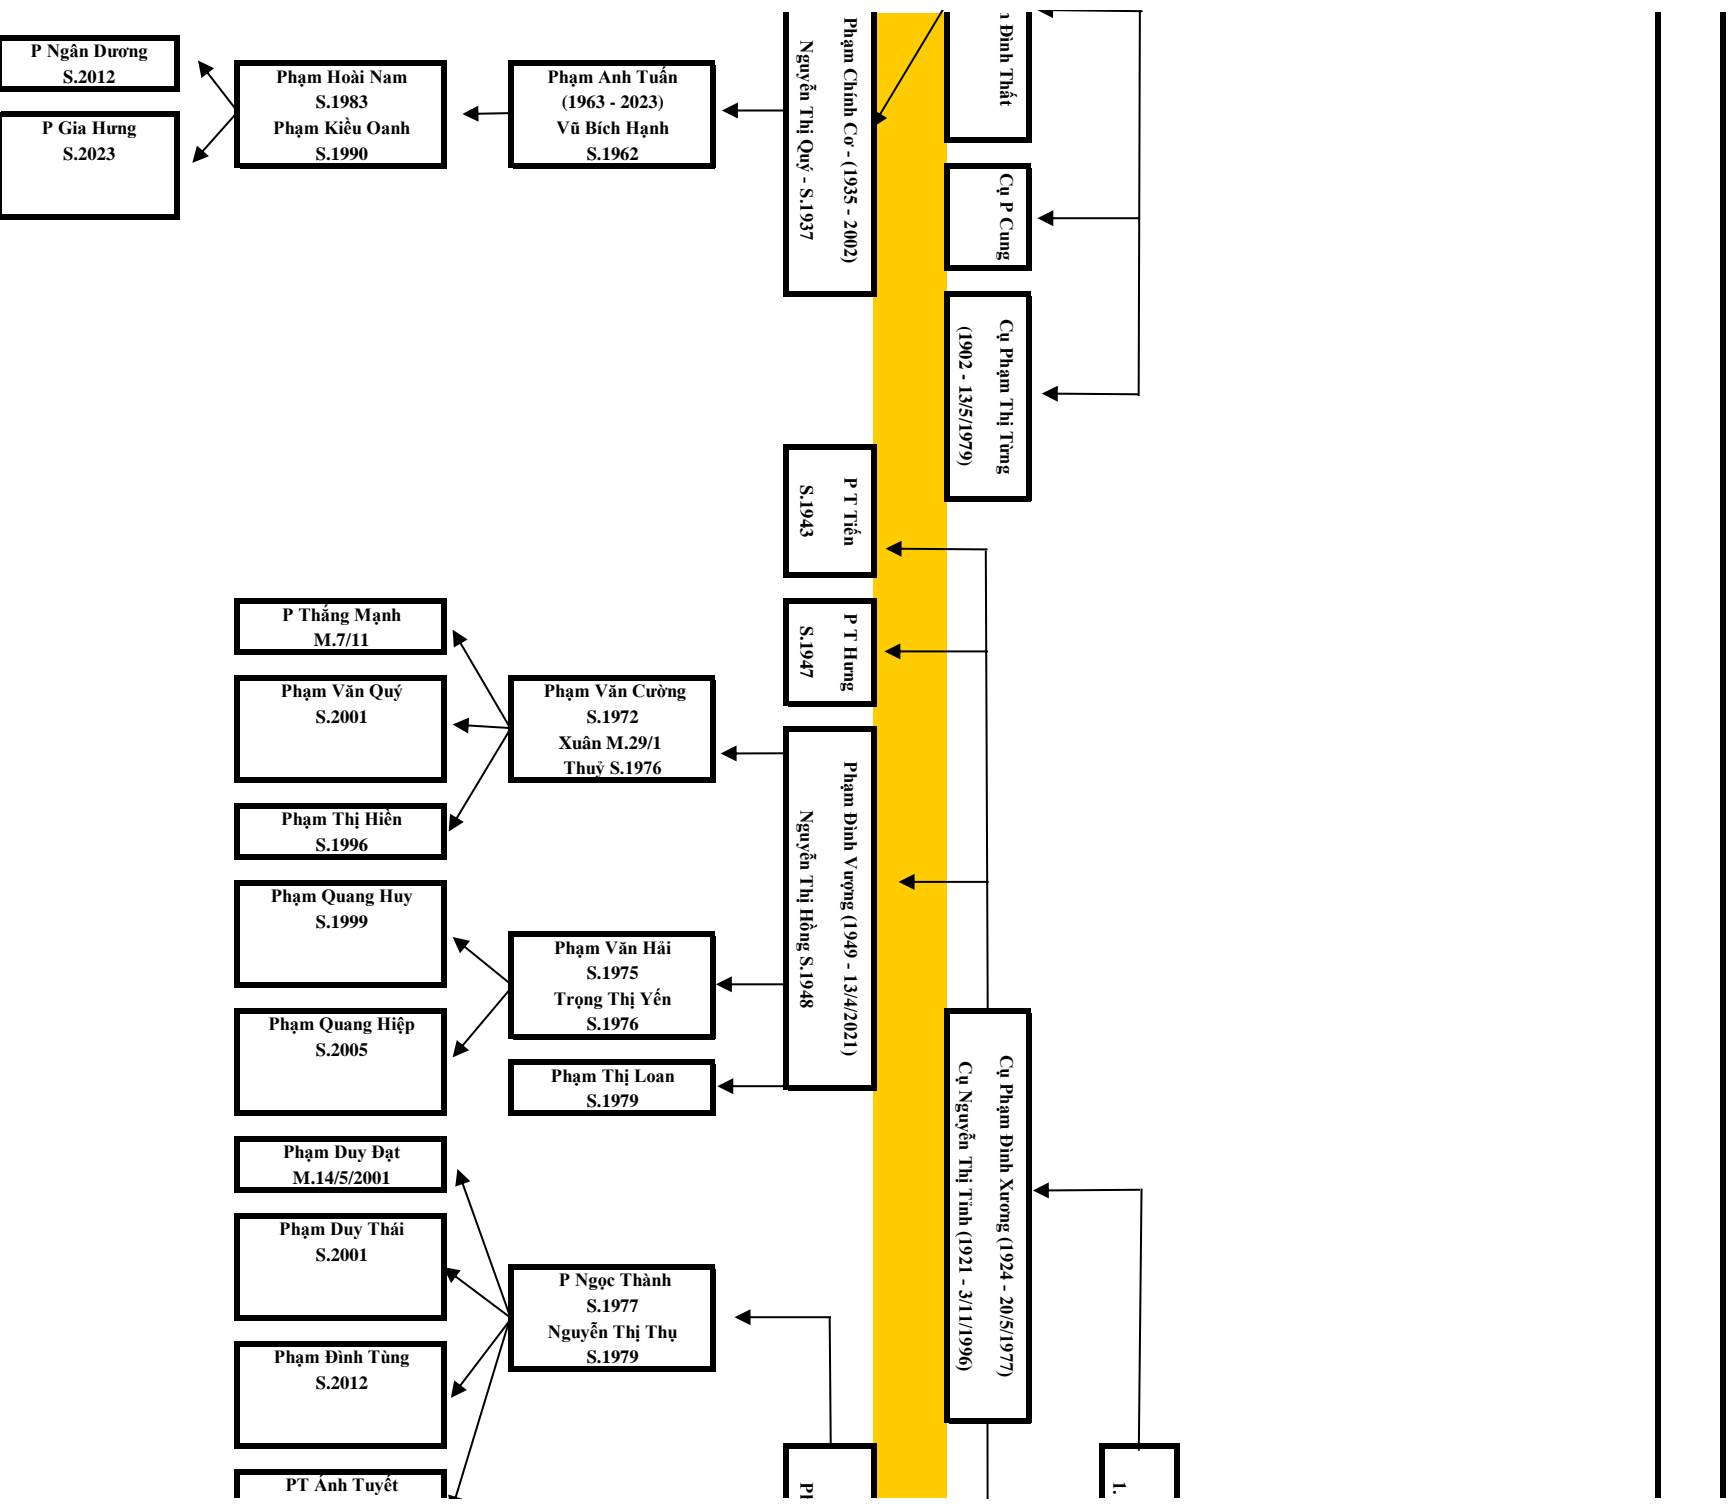 P Ngân Dương
S.2012
P Gia Hưng
S.2023
Phạm Hoài Nam
S.1983
Phạm Kiều Oanh
S.1990
Phạm Anh Tuấn
(1963 - 2023)
Vũ Bích Hạnh
S.1962
Phạm Chính Cơ - (1935 - 2002)
Nguyễn Thị Quý - S.1937
Đình Thất
Cụ P Cung
Cụ Phạm Thị Từng
(1902 - 13/5/1979)
P T Tiến
S.1943
P T Hưng
S.1947
P Thắng Mạnh
M.7/11
Phạm Văn Quý
S.2001
Phạm Thị Hiền
S.1996
Phạm Văn Cường
S.1972
Xuân M.29/1
Thuỷ S.1976
Phạm Đình Vượng (1949 - 13/4/2021)
Nguyễn Thị Hồng S.1948
Phạm Quang Huy
S.1999
Phạm Quang Hiệp
S.2005
Phạm Văn Hải
S.1975
Trọng Thị Yến
S.1976
Phạm Thị Loan
S.1979
Cụ Phạm Đình Xương (1924 - 20/5/1977)
Cụ Nguyễn Thị Tỉnh (1921 - 3/11/1996)
Phạm Duy Đạt
M.14/5/2001
Phạm Duy Thái
S.2001
Phạm Đình Tùng
S.2012
PT Ánh Tuyết
P Ngọc Thành
S.1977
Nguyễn Thị Thụ
S.1979
1.